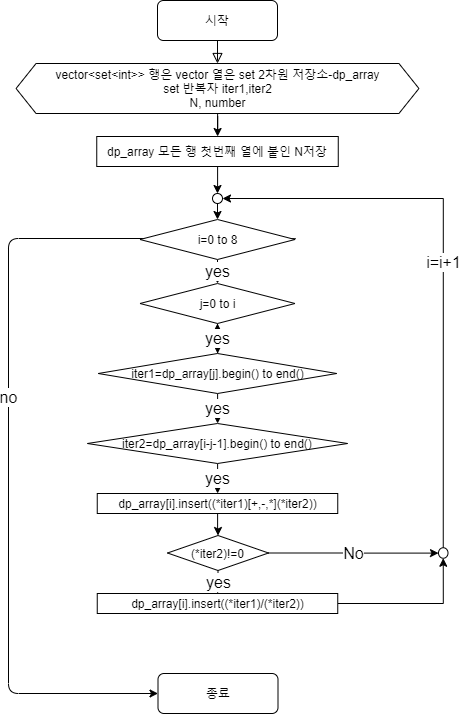 시작
vector<set<int>> 행은 vector 열은 set 2차원 저장소-dp_array
set 반복자 iter1,iter2
N, number
dp_array 모든 행 첫번째 열에 붙인 N저장
i=0 to 8
i=i+1
yes
j=0 to i
yes
iter1=dp_array[j].begin() to end()
no
yes
iter2=dp_array[i-j-1].begin() to end()
yes
dp_array[i].insert((*iter1)[+,-,*](*iter2))
(*iter2)!=0
No
yes
dp_array[i].insert((*iter1)/(*iter2))
종료